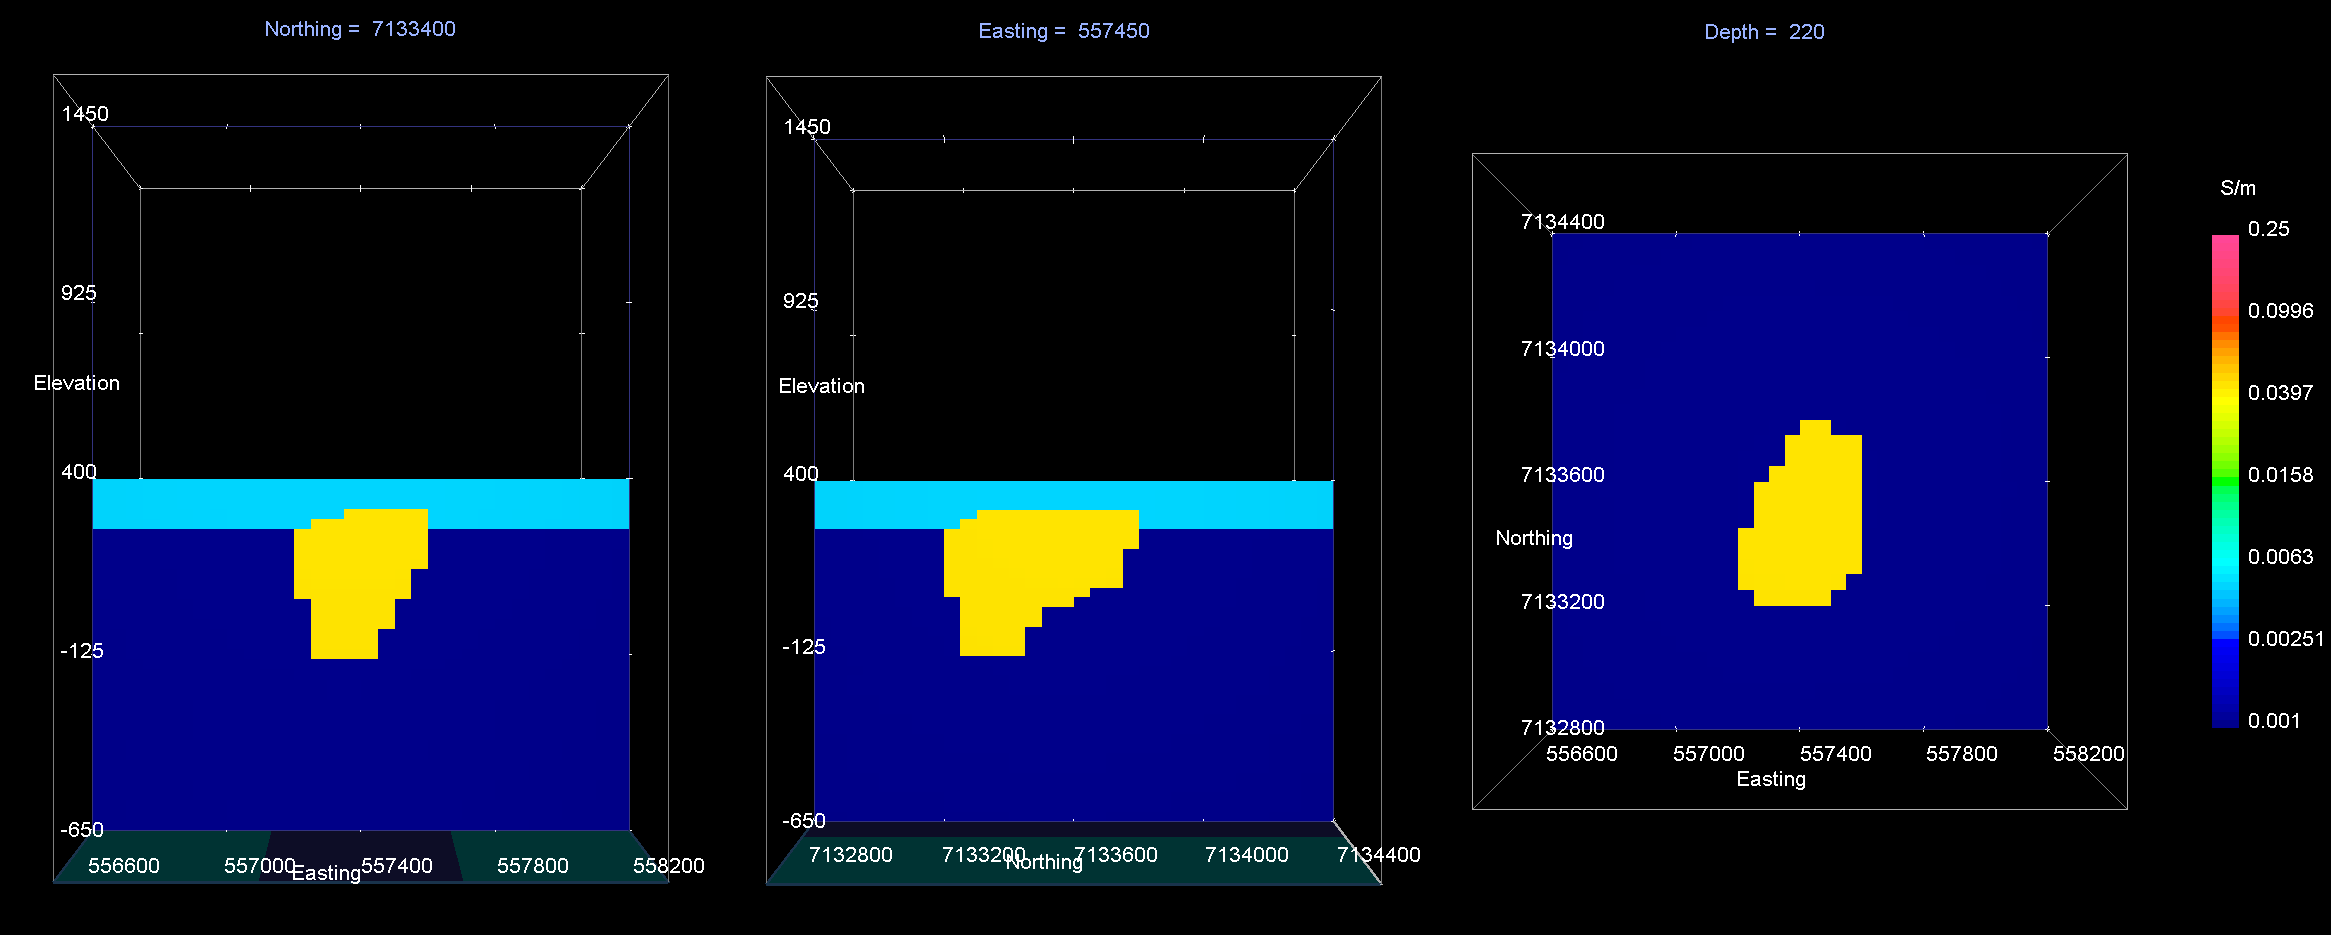 Northing = 7133400
1450
925
Elevation
400
-125
-650
556600 557000 557400 557800 558200
Easting
Easting = 557450
1450
925
Elevation
400
-125
-650
7132800 7133200 7133600 7134000 7134400
Northing
Depth = 220
7134400
7134000
7133600
Northing
7133200
7132800
556600 557000 557400 557800 558200
Easting
S/m
0.25
0.0996
0.0397
0.0158
0.0063
0.00251
0.001